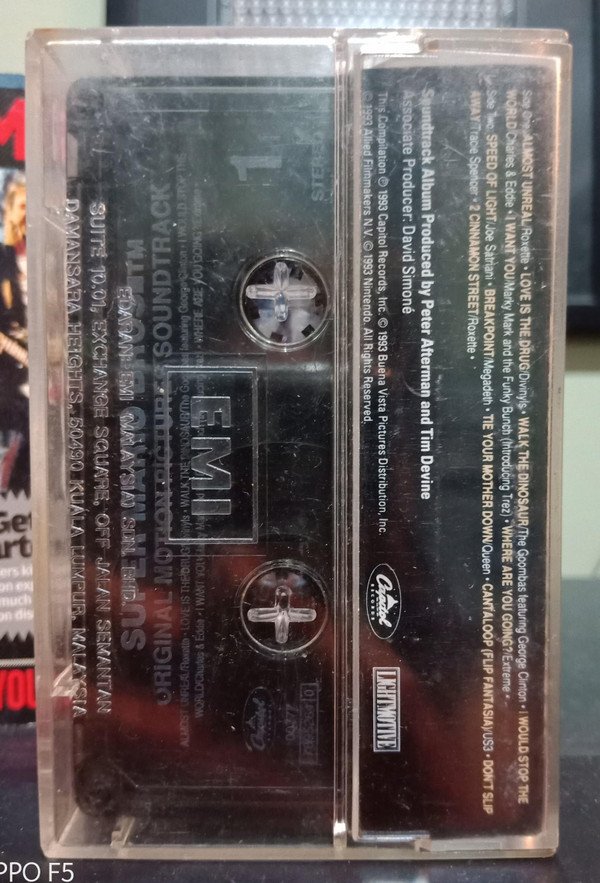 Side One: ALMOST UNREAL/Roxette • LOVE IS THE DRUG/Divinyls • WALK THE DINOSAUR/The Goombas featuring George Clinton • I WOULD STOP THE
WORLD/Charles & Eddie • I WANT YOU/Marky Mark and the Funky Bunch (Introducing Trez) • WHERE ARE YOU GOING?/Extreme •
Side Two: SPEED OF LIGHT/Joe Satriani • BREAKPOINT/Megadeth • TIE YOUR MOTHER DOWN/Queen • CANTALOOP (FLIP FANTASIA)/US3 • DON'T SLIP
AWAY/Tracie Spencer • 2 CINNAMON STREET/Roxette •
Soundtrack Album Produced by Peter Afterman and Tim Devine
Associate Producer: David Simoné
This Compilation ℗ 1993 Capitol Records, Inc. © 1993 Buena Vista Pictures Distribution, Inc.
© 1993 Allied Filmmakers N.V. © 1993 Nintendo. All Rights Reserved.
Capitol
RECORDS
LIGHTMOTIVE
1
STEREO
EMI
SUPER MARIO BROS.
ORIGINAL MOTION PICTURE SOUNDTRACK
Capitol
EDARAN: EMI (MALAYSIA) SDN. BHD.
SUITE 10.01, EXCHANGE SQUARE, OFF JALAN SEMANTAN
DAMANSARA HEIGHTS, 50490 KUALA LUMPUR, MALAYSIA
Get
YOU
PPO F5